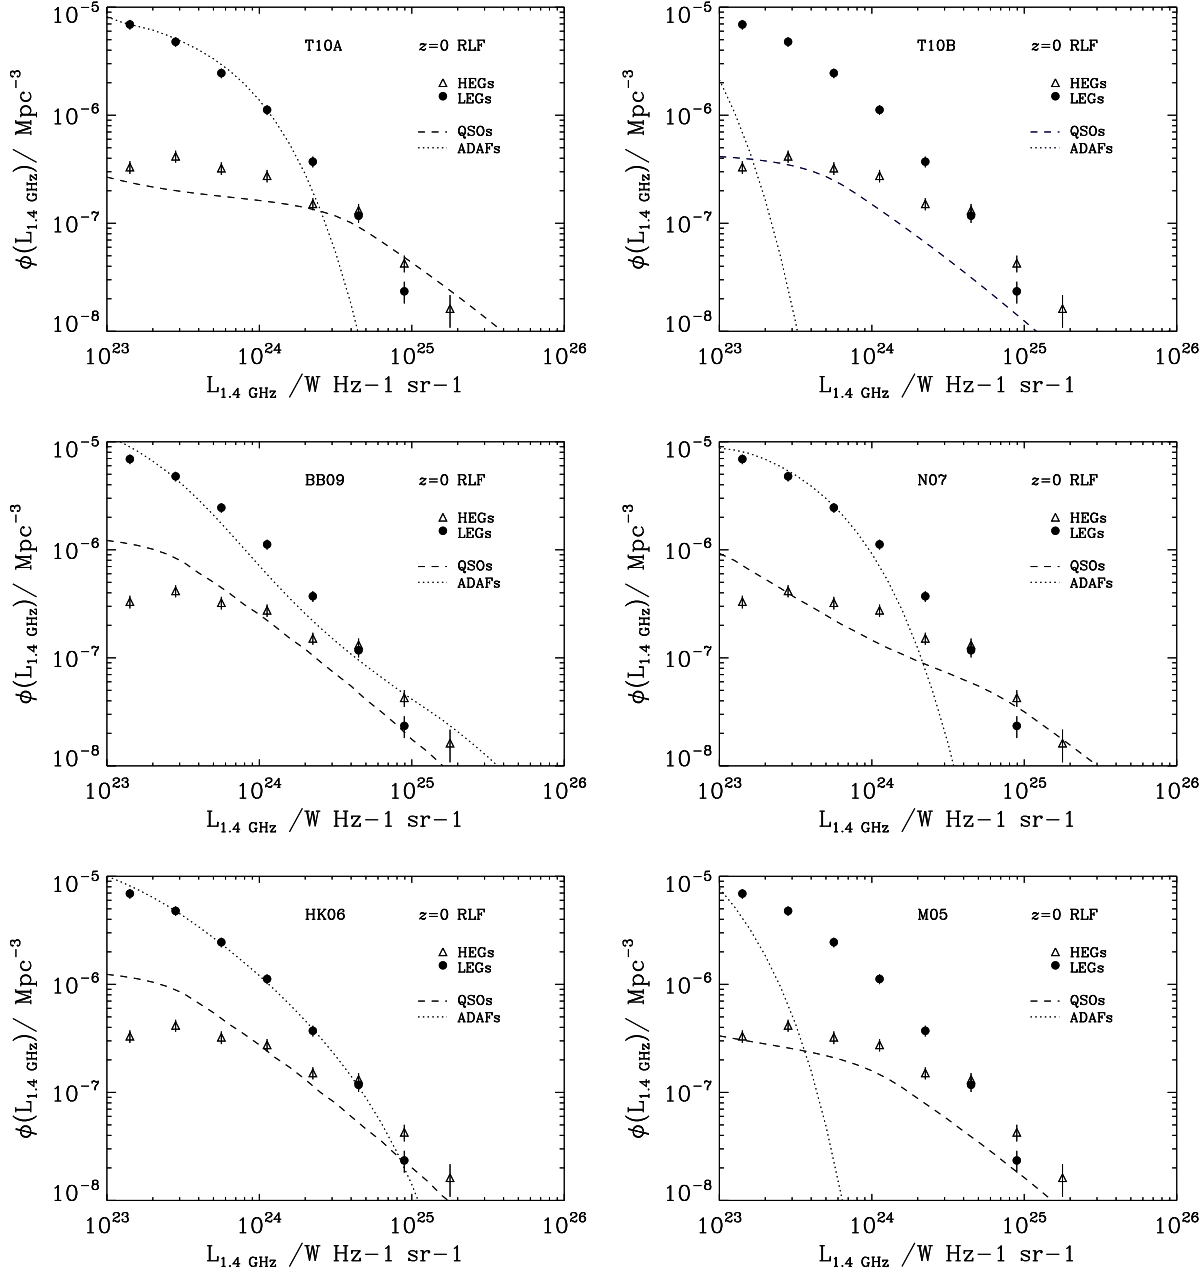 T10A z=0 RLF
△ HEGs
● LEGs
QSOs
ADAFs
10^-5
10^-6
10^-7
10^-8
ϕ(L_1.4 GHz)/ Mpc^-3
10^23 10^24 10^25 10^26
L_1.4 GHz /W Hz-1 sr-1
T10B z=0 RLF
△ HEGs
● LEGs
QSOs
ADAFs
10^-5
10^-6
10^-7
10^-8
ϕ(L_1.4 GHz)/ Mpc^-3
10^23 10^24 10^25 10^26
L_1.4 GHz /W Hz-1 sr-1
BB09 z=0 RLF
△ HEGs
● LEGs
QSOs
ADAFs
10^-5
10^-6
10^-7
10^-8
ϕ(L_1.4 GHz)/ Mpc^-3
10^23 10^24 10^25 10^26
L_1.4 GHz /W Hz-1 sr-1
N07 z=0 RLF
△ HEGs
● LEGs
QSOs
ADAFs
10^-5
10^-6
10^-7
10^-8
ϕ(L_1.4 GHz)/ Mpc^-3
10^23 10^24 10^25 10^26
L_1.4 GHz /W Hz-1 sr-1
HK06 z=0 RLF
△ HEGs
● LEGs
QSOs
ADAFs
10^-5
10^-6
10^-7
10^-8
ϕ(L_1.4 GHz)/ Mpc^-3
10^23 10^24 10^25 10^26
L_1.4 GHz /W Hz-1 sr-1
M05 z=0 RLF
△ HEGs
● LEGs
QSOs
ADAFs
10^-5
10^-6
10^-7
10^-8
ϕ(L_1.4 GHz)/ Mpc^-3
10^23 10^24 10^25 10^26
L_1.4 GHz /W Hz-1 sr-1